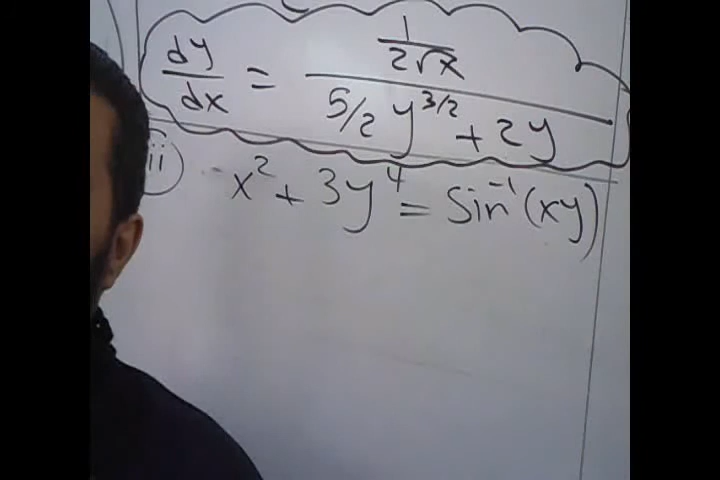 dy/dx = (1/(2√x))/(5/2 y^(3/2) + 2y)
ii x² + 3y⁴ = Sin⁻¹(xy)